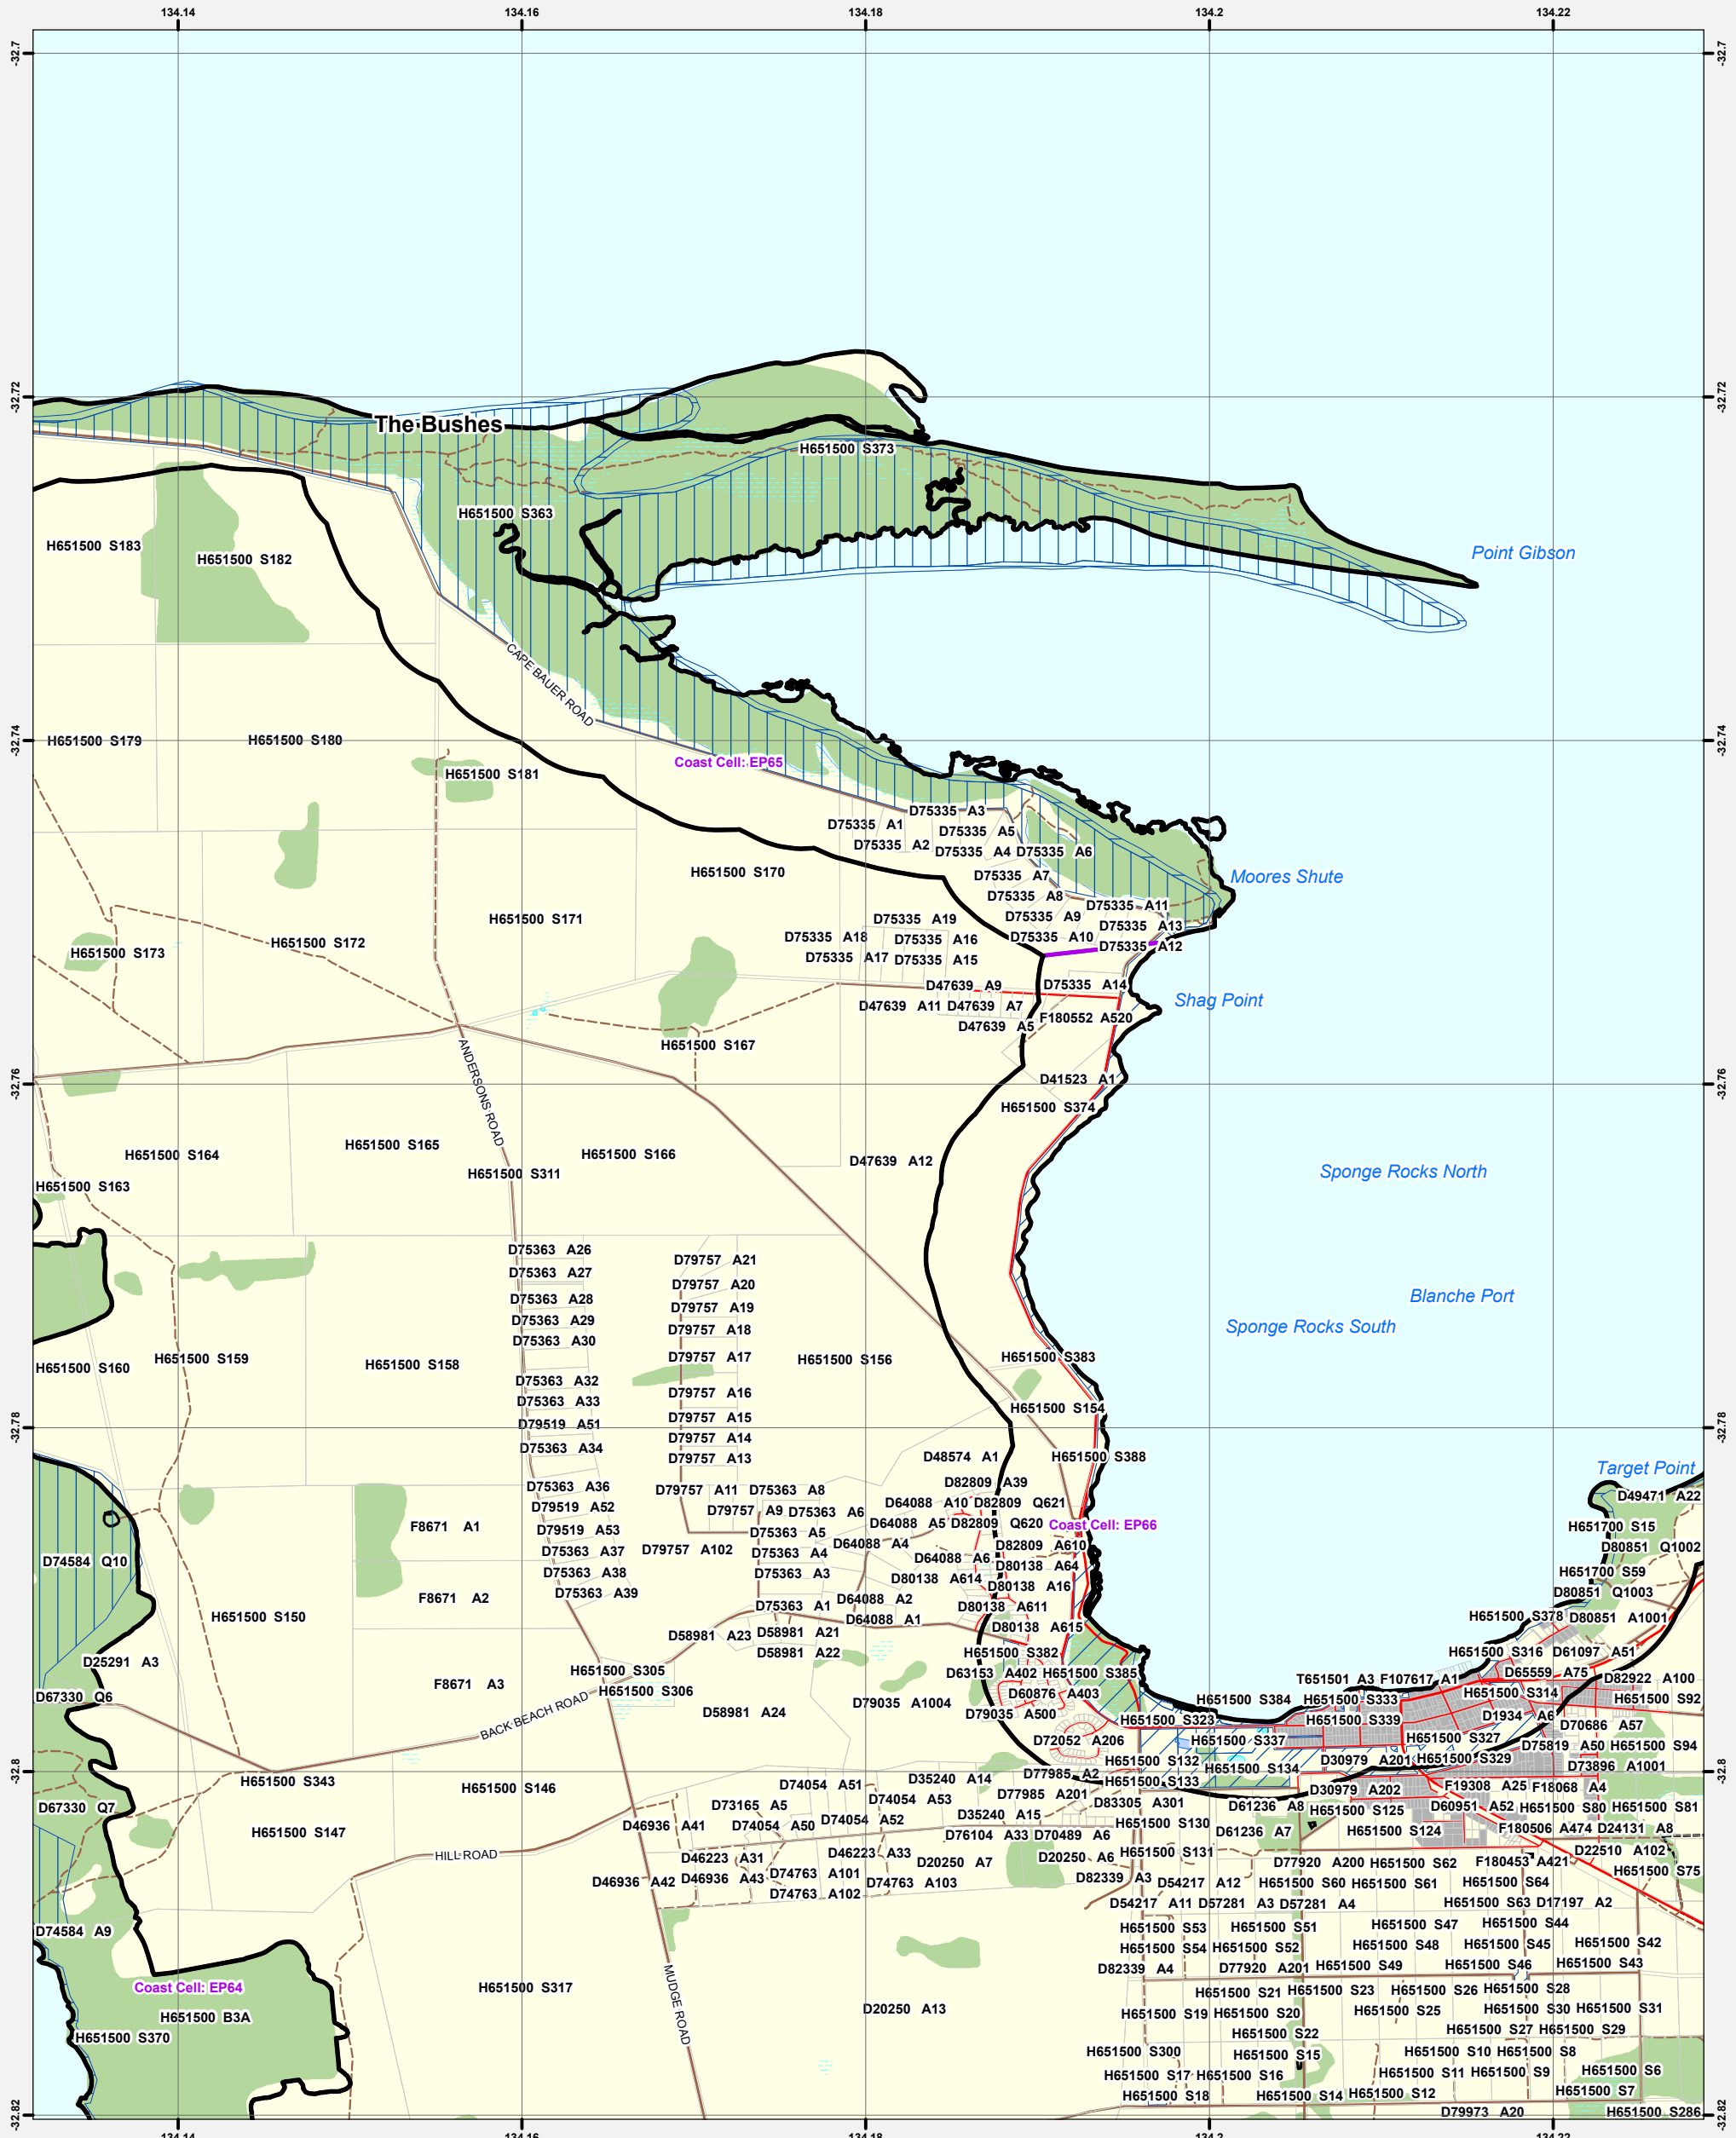 134.14 134.16 134.18 134.2 134.22
-32.7 -32.7
-32.72 -32.72
The Bushes
H651500 S373
H651500 S363
Point Gibson
H651500 S183
H651500 S182
CAPE BAUER ROAD
-32.74 -32.74
H651500 S179
H651500 S180
Coast Cell: EP65
H651500 S181
D75335 A3
D75335 A1
D75335 A5
D75335 A2
D75335 A4
D75335 A6
H651500 S170
D75335 A7
Moores Shute
D75335 A8
D75335 A11
H651500 S171
D75335 A19
D75335 A9
D75335 A13
H651500 S172
D75335 A18
D75335 A16
D75335 A10
D75335 A12
H651500 S173
D75335 A17
D75335 A15
D47639 A9
D75335 A14
Shag Point
D47639 A11
D47639 A7
F180552 A520
D47639 A5
H651500 S167
ANDERSONS ROAD
-32.76 -32.76
D41523 A1
H651500 S374
H651500 S165
H651500 S164
H651500 S166
D47639 A12
H651500 S311
Sponge Rocks North
H651500 S163
D75363 A26
D79757 A21
D75363 A27
D79757 A20
Blanche Port
D75363 A28
D79757 A19
D75363 A29
D79757 A18
Sponge Rocks South
D75363 A30
D79757 A17
H651500 S383
H651500 S159
H651500 S156
H651500 S160
H651500 S158
D75363 A32
D79757 A16
D75363 A33
H651500 S154
D79757 A15
D79519 A51
-32.78 -32.78
D79757 A14
D75363 A34
D79757 A13
D48574 A1
H651500 S388
Target Point
D75363 A36
D79757 A11
D75363 A8
D82809 A39
D49471 A22
D79519 A52
D79757 A9
D75363 A6
D64088 A10
D82809 Q621
D64088 A5
D82809 Q620
Coast Cell: EP66
F8671 A1
H651700 S15
D79519 A53
D75363 A5
D64088 A4
D82809 A610
D80851 Q1002
D75363 A37
D79757 A102
D75363 A4
D64088 A6
D80138 A64
D74584 Q10
D75363 A38
D75363 A3
D80138 A614
D80138 A16
H651700 S59
D75363 A39
D64088 A2
D80851 Q1003
F8671 A2
D75363 A1
D80138 A611
H651500 S150
D64088 A1
D80138 A615
H651500 S378
D80851 A1001
D58981 A23
D58981 A21
D58981 A22
H651500 S382
H651500 S316
D61097 A51
D25291 A3
H651500 S305
D63153 A402
H651500 S385
D65559 A75
T651501 A3
F107617 A1
D82922 A100
F8671 A3
H651500 S306
D60876 A403
H651500 S314
D67330 Q6
D79035 A1004
H651500 S384
H651500 S333
H651500 S92
BACK BEACH ROAD
D58981 A24
D79035 A500
H651500 S323
H651500 S339
D1934 A6
D70686 A57
D72052 A206
H651500 S337
H651500 S327
D75819 A50
H651500 S94
-32.8 -32.8
H651500 S132
H651500 S134
D30979 A201
H651500 S329
D73896 A1001
H651500 S343
H651500 S146
D74054 A51
D35240 A14
D77985 A2
H651500 S133
D30979 A202
F19308 A25
F18068 A4
D67330 Q7
D73165 A5
D74054 A53
D77985 A201
D83305 A301
D61236 A8
H651500 S125
D60951 A52
H651500 S80
H651500 S81
D46936 A41
D74054 A50
D74054 A52
D35240 A15
H651500 S130
D61236 A7
H651500 S124
F180506 A474
D24131 A8
H651500 S147
D76104 A33
D70489 A6
HILL ROAD
D46223 A31
D46223 A33
D20250 A7
D20250 A6
H651500 S131
D77920 A200
H651500 S62
F180453 A421
D22510 A102
D46936 A42
D46936 A43
D74763 A101
D74763 A103
D82339 A3
D54217 A12
H651500 S60
H651500 S61
H651500 S64
H651500 S75
D74763 A102
D54217 A11
D57281 A3
D57281 A4
H651500 S63
D17197 A2
D74584 A9
H651500 S53
H651500 S51
H651500 S47
H651500 S44
H651500 S54
H651500 S52
H651500 S48
H651500 S45
H651500 S42
Coast Cell: EP64
D82339 A4
D77920 A201
H651500 S49
H651500 S46
H651500 S43
H651500 S317
MUDGE ROAD
H651500 S21
H651500 S23
H651500 S26
H651500 S28
H651500 B3A
D20250 A13
H651500 S19
H651500 S20
H651500 S25
H651500 S30
H651500 S31
H651500 S370
H651500 S22
H651500 S27
H651500 S29
H651500 S300
H651500 S15
H651500 S10
H651500 S8
H651500 S17
H651500 S16
H651500 S11
H651500 S9
H651500 S6
H651500 S18
H651500 S14
H651500 S12
H651500 S7
D79973 A20
H651500 S286
-32.82 -32.82
134.14 134.16 134.18 134.2 134.22